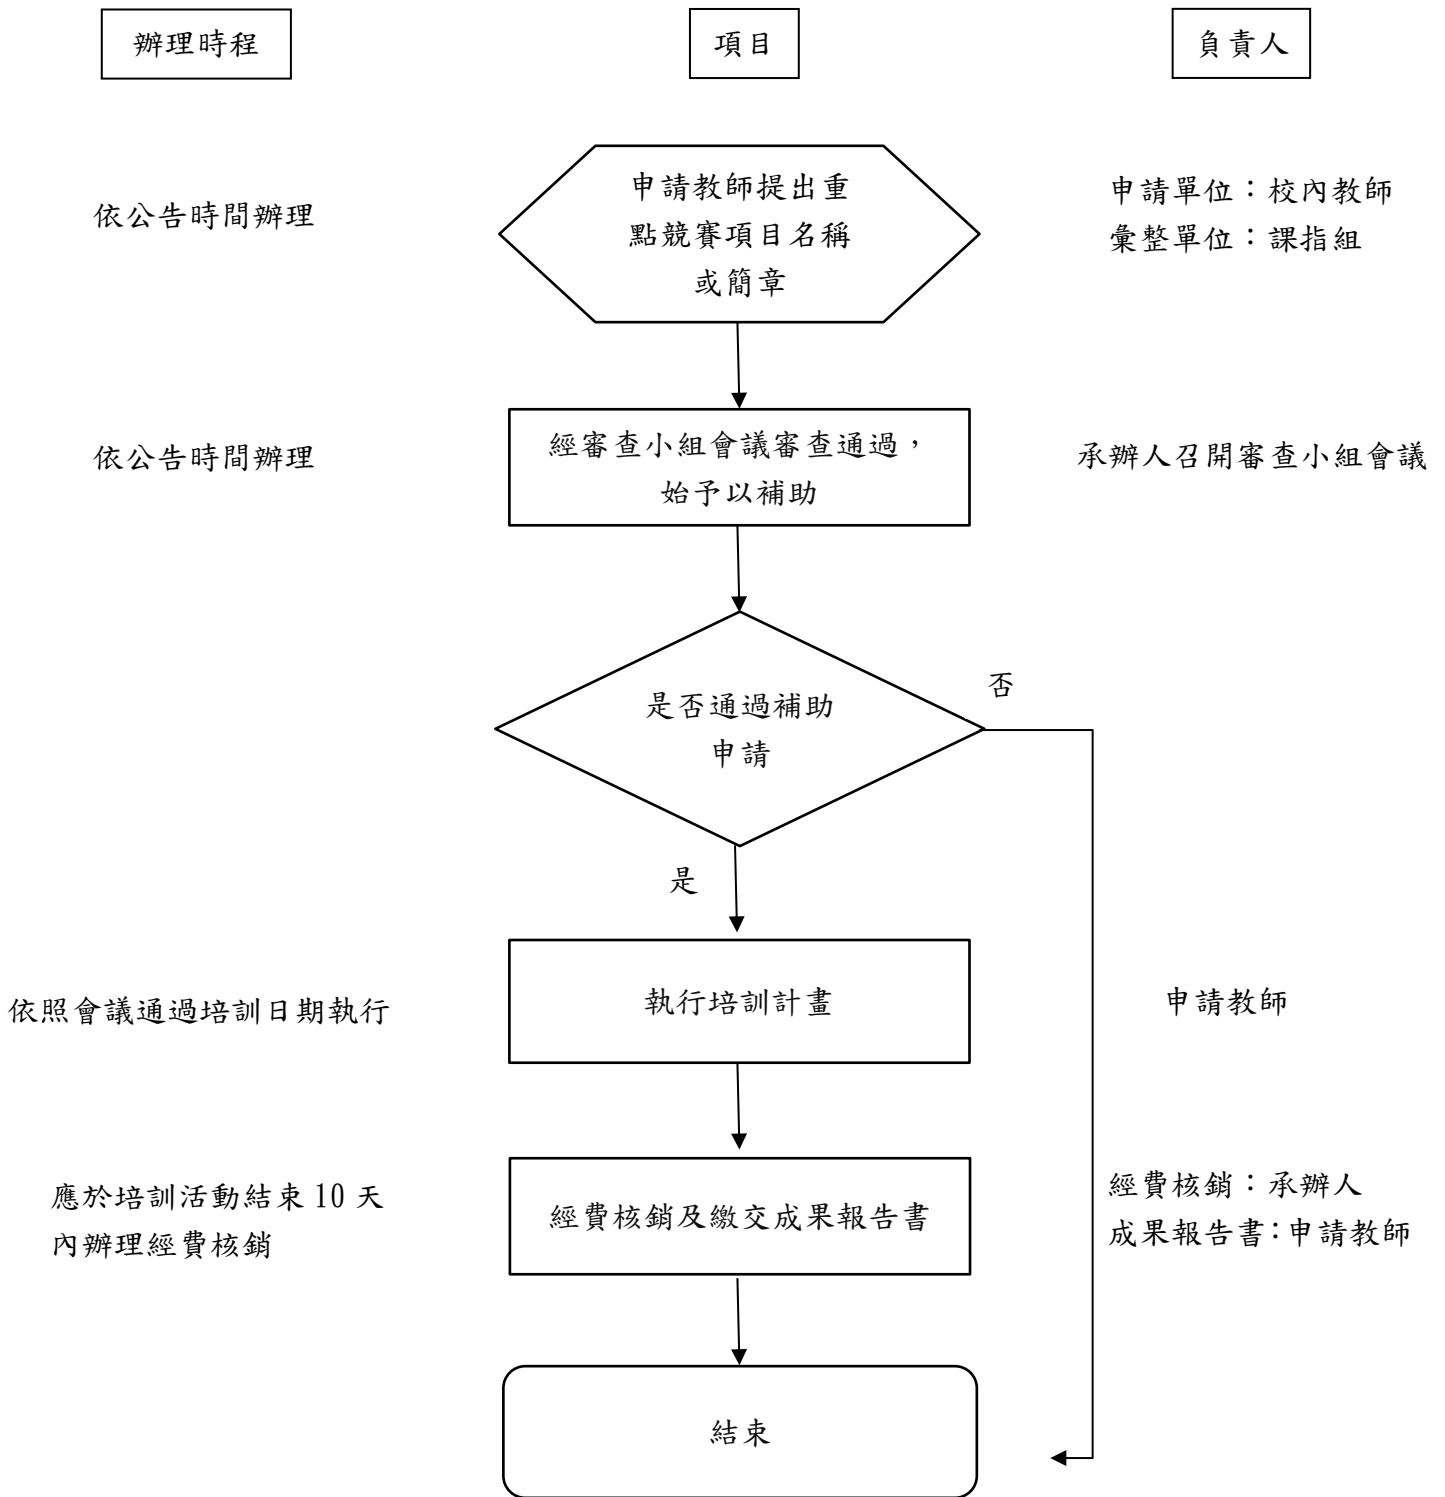 辦理時程
項目
負責人
依公告時間辦理
申請教師提出重
點競賽項目名稱
或簡章
申請單位：校內教師
彙整單位：課指組
依公告時間辦理
經審查小組會議審查通過，
始予以補助
承辦人召開審查小組會議
是否通過補助
申請
否
是
依照會議通過培訓日期執行
執行培訓計畫
申請教師
應於培訓活動結束 10 天
內辦理經費核銷
經費核銷及繳交成果報告書
經費核銷：承辦人
成果報告書：申請教師
結束